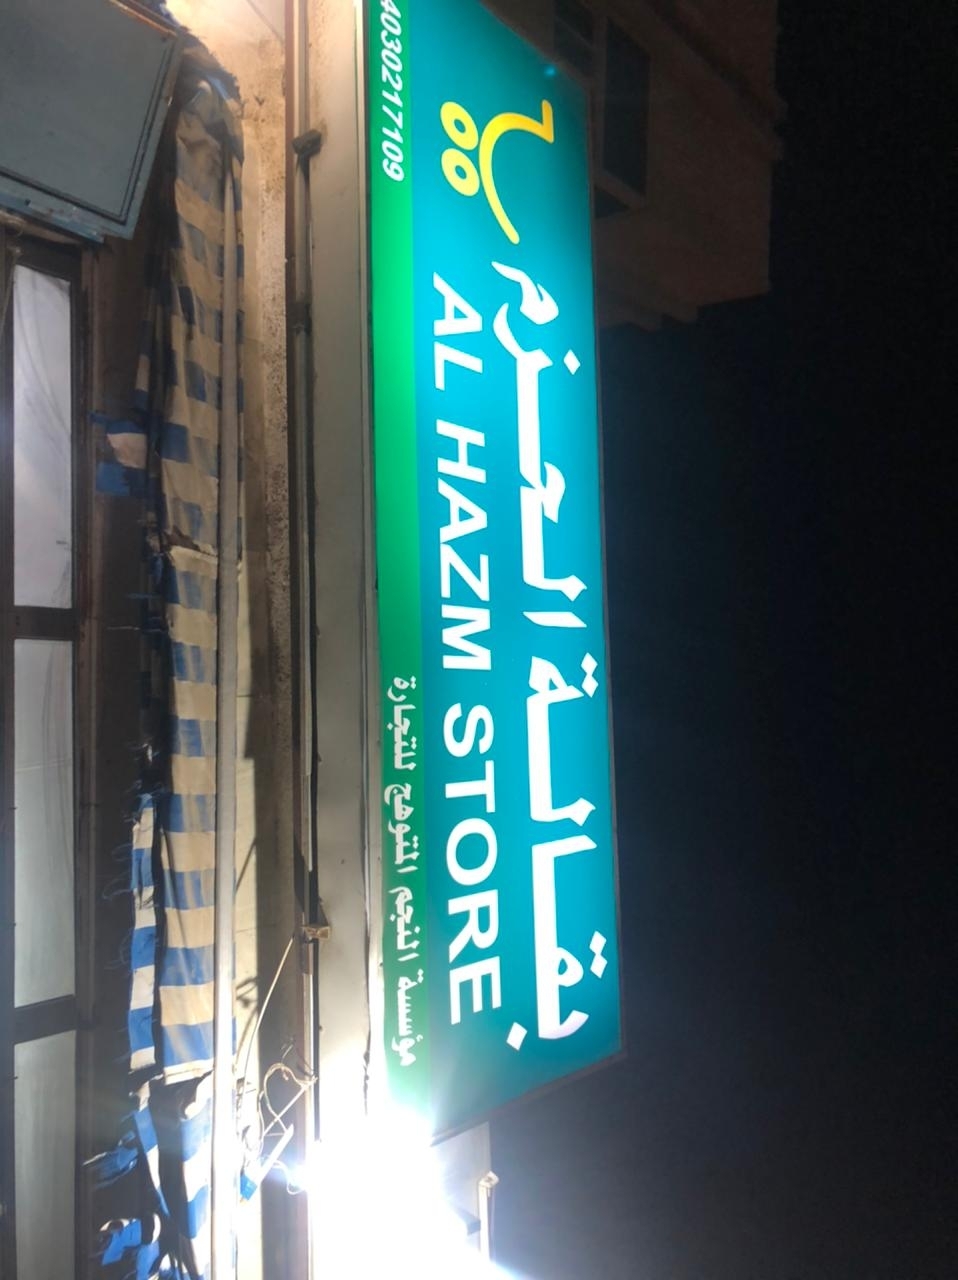 بقالة الحزم
AL HAZM STORE
مؤسسة النجم المتوهج للتجارة
4030217109